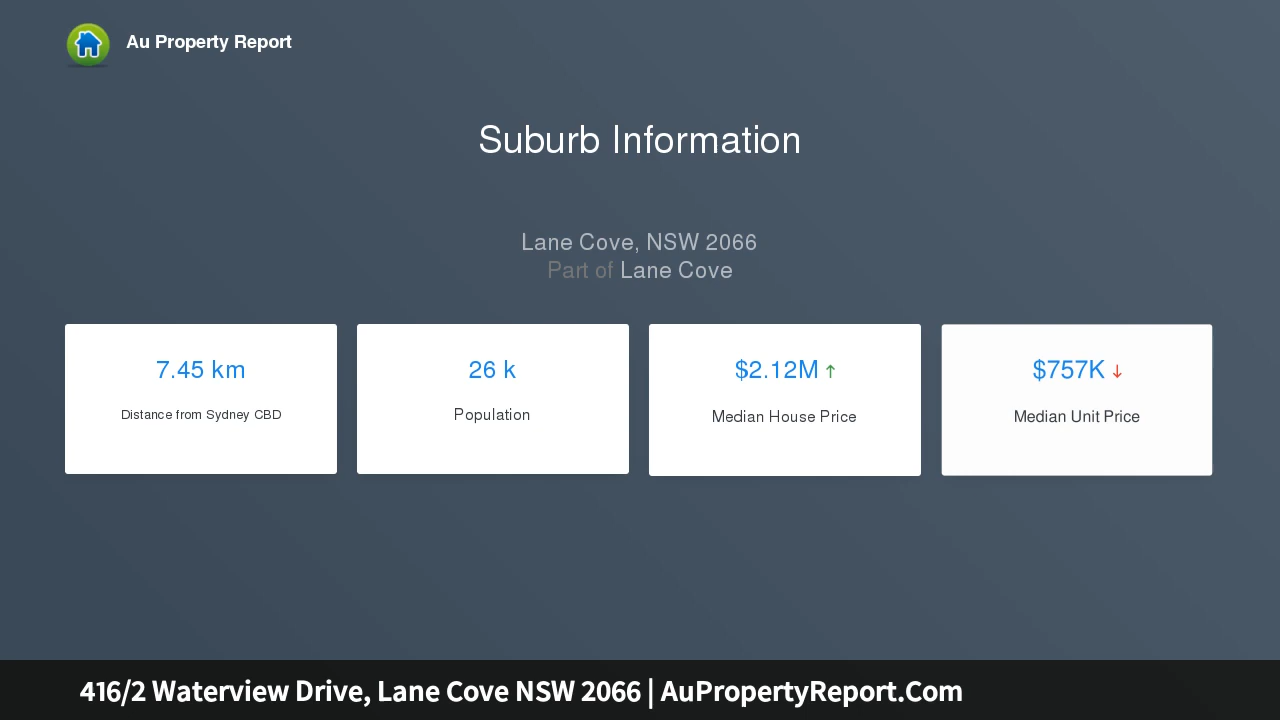 Au Property Report
Suburb Information
Lane Cove, NSW 2066
Part of Lane Cove
7.45 km
Distance from Sydney CBD
26 k
Population
$2.12M ↑
Median House Price
$757K ↓
Median Unit Price
416/2 Waterview Drive, Lane Cove NSW 2066 | AuPropertyReport.Com